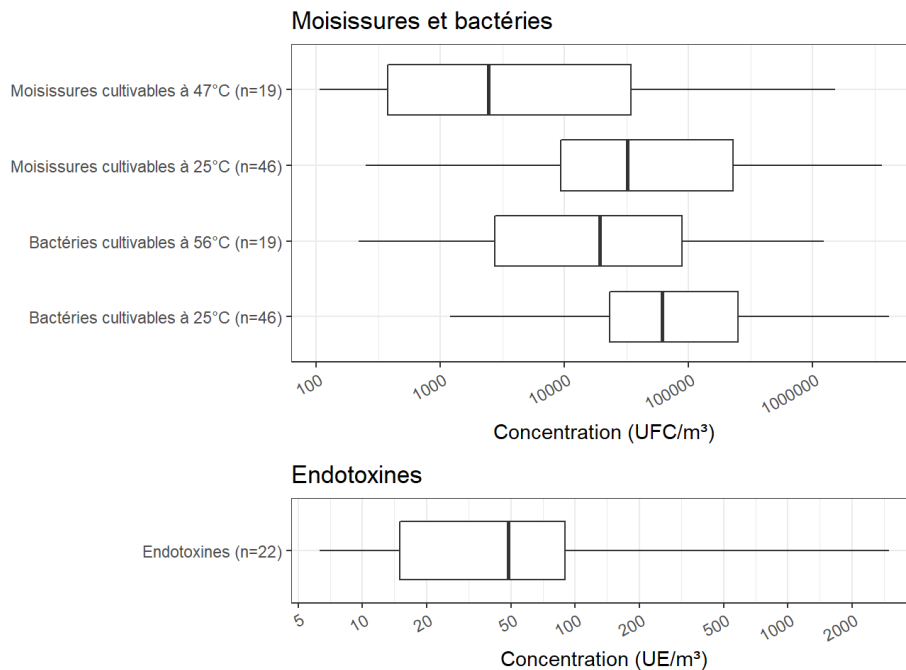 Moisissures et bactéries
Moisissures cultivables à 47°C (n=19)
Moisissures cultivables à 25°C (n=46)
Bactéries cultivables à 56°C (n=19)
Bactéries cultivables à 25°C (n=46)
100 1000 10000 100000 1000000
Concentration (UFC/m³)
Endotoxines
Endotoxines (n=22)
5 10 20 50 100 200 500 1000 2000
Concentration (UE/m³)